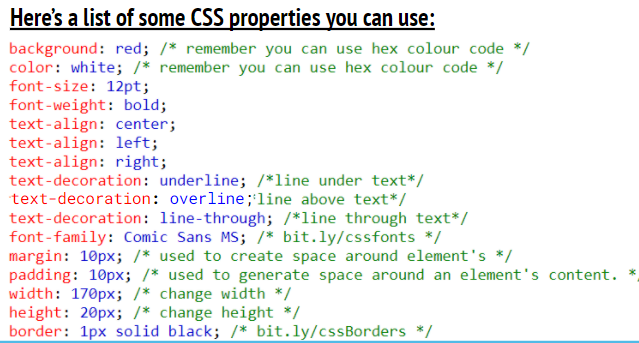 Here's a list of some CSS properties you can use:
background: red; /* remember you can use hex colour code */
color: white; /* remember you can use hex colour code */
font-size: 12pt;
font-weight: bold;
text-align: center;
text-align: left;
text-align: right;
text-decoration: underline; /*line under text*/
text-decoration: overline; line above text*/
text-decoration: line-through; /*line through text*/
font-family: Comic Sans MS; /* bit.ly/cssfonts */
margin: 10px; /* used to create space around element's */
padding: 10px; /* used to generate space around an element's content. *
width: 170px; /* change width */
height: 20px; /* change height */
border: 1px solid black; /* bit.ly/cssBorders */